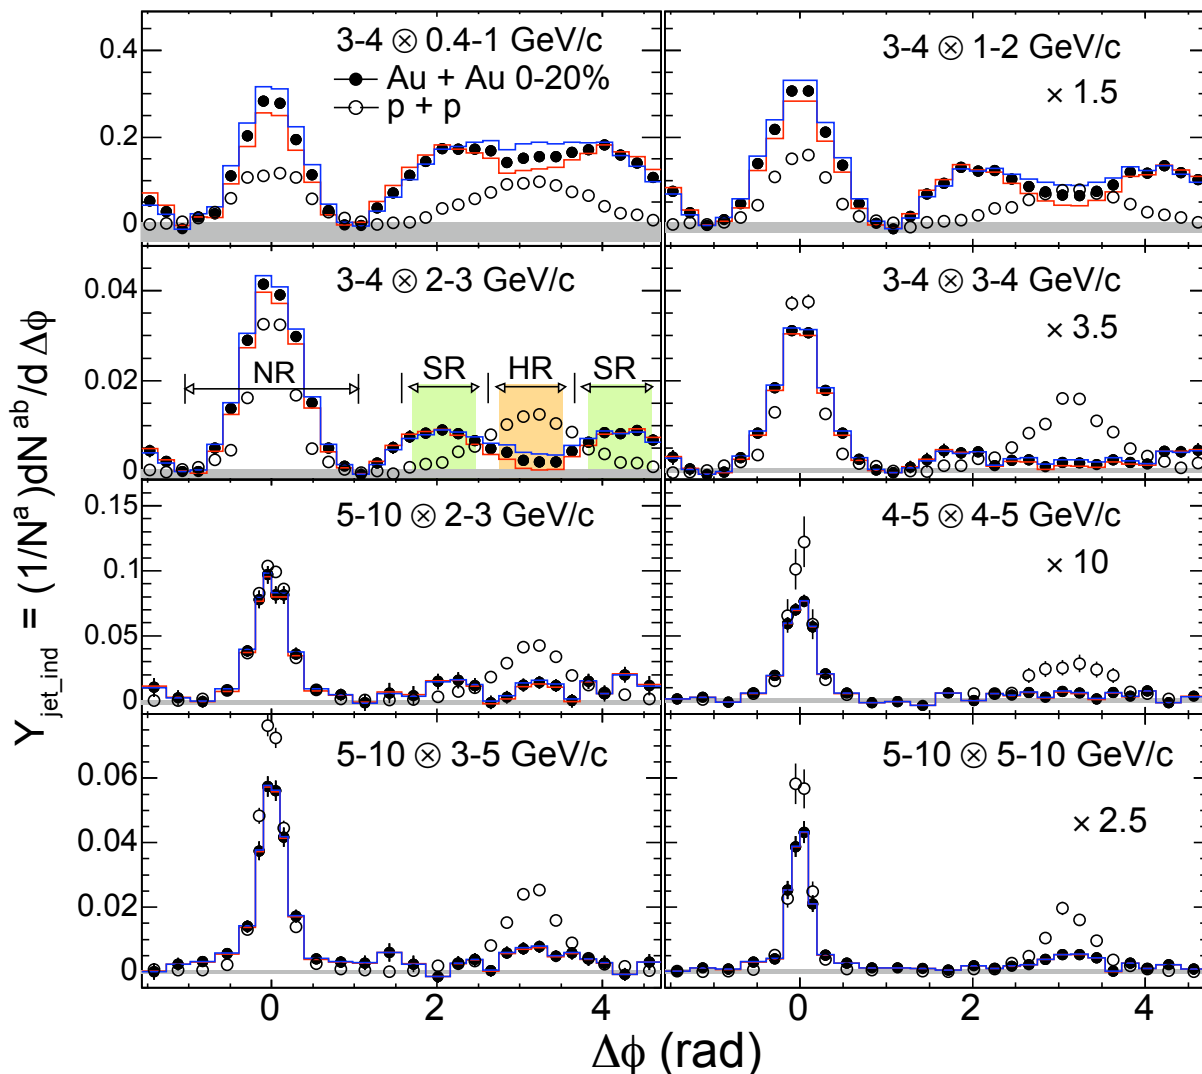 3-4 ⊗ 0.4-1 GeV/c
Au + Au 0-20%
p + p
0.4
0.2
0
3-4 ⊗ 1-2 GeV/c
× 1.5
3-4 ⊗ 2-3 GeV/c
NR
SR
HR
SR
0.04
0.02
0
3-4 ⊗ 3-4 GeV/c
× 3.5
5-10 ⊗ 2-3 GeV/c
0.15
0.1
0.05
0
4-5 ⊗ 4-5 GeV/c
× 10
5-10 ⊗ 3-5 GeV/c
0.06
0.04
0.02
0
5-10 ⊗ 5-10 GeV/c
× 2.5
0 2 4
0 2 4
Δϕ (rad)
Y_jet_ind = (1/N^a)dN^ab/d Δϕ